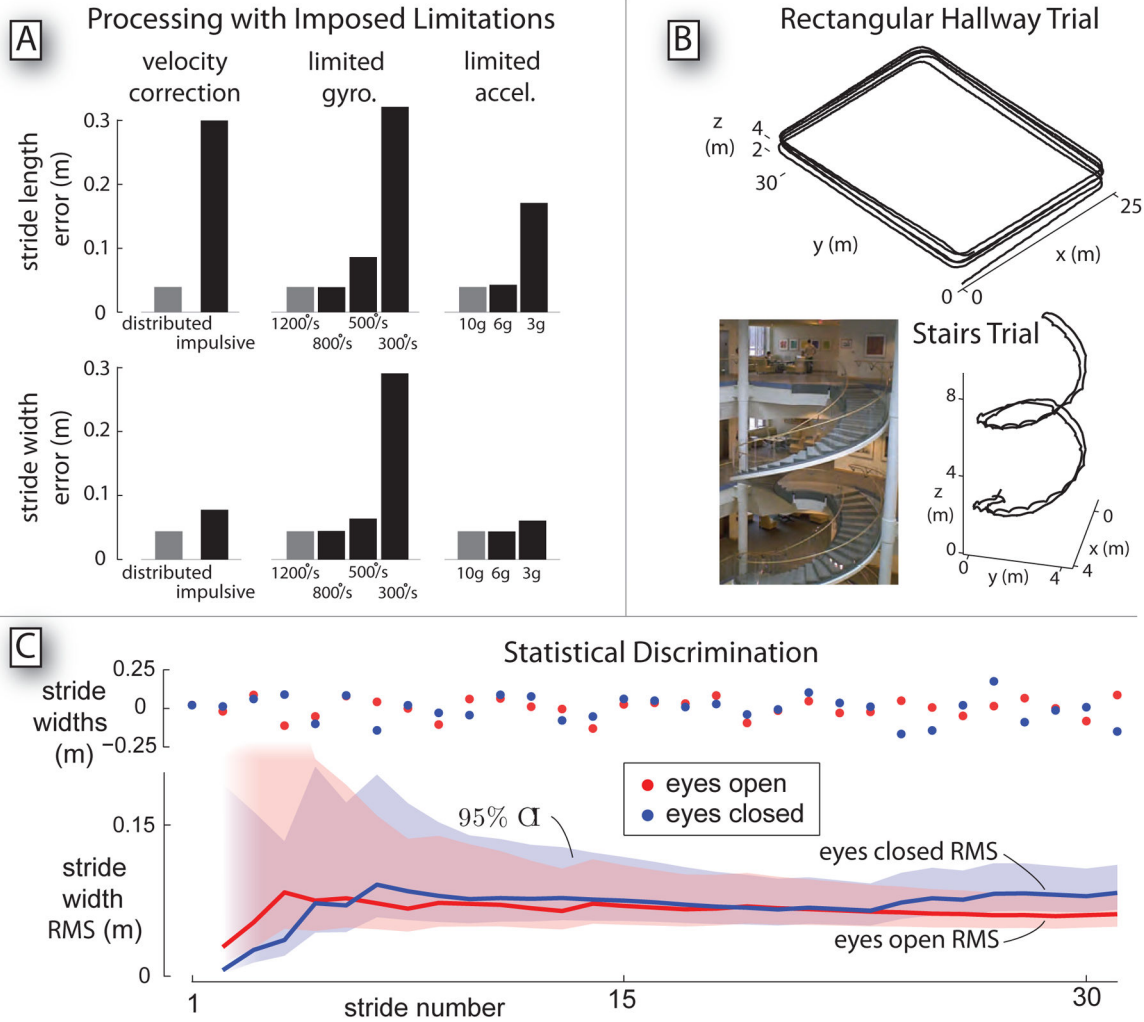 A
Processing with Imposed Limitations
velocity
correction
limited
gyro.
limited
accel.
stride length
error (m)
0.3
0.2
0.1
0
distributed
impulsive
1200°/s
800°/s
500°/s
300°/s
10g
6g
3g
stride width
error (m)
0.3
0.2
0.1
0
distributed
impulsive
1200°/s
800°/s
500°/s
300°/s
10g
6g
3g
B
Rectangular Hallway Trial
z
(m)
4
2
30
y (m)
0
0
x (m)
25
Stairs Trial
8
4
z
(m)
0
0
y (m)
4
4
x (m)
0
C
Statistical Discrimination
stride
widths
(m)
0.25
0
−0.25
eyes open
eyes closed
95% CI
eyes closed RMS
eyes open RMS
stride
width
RMS (m)
0.15
0
1
stride number
15
30